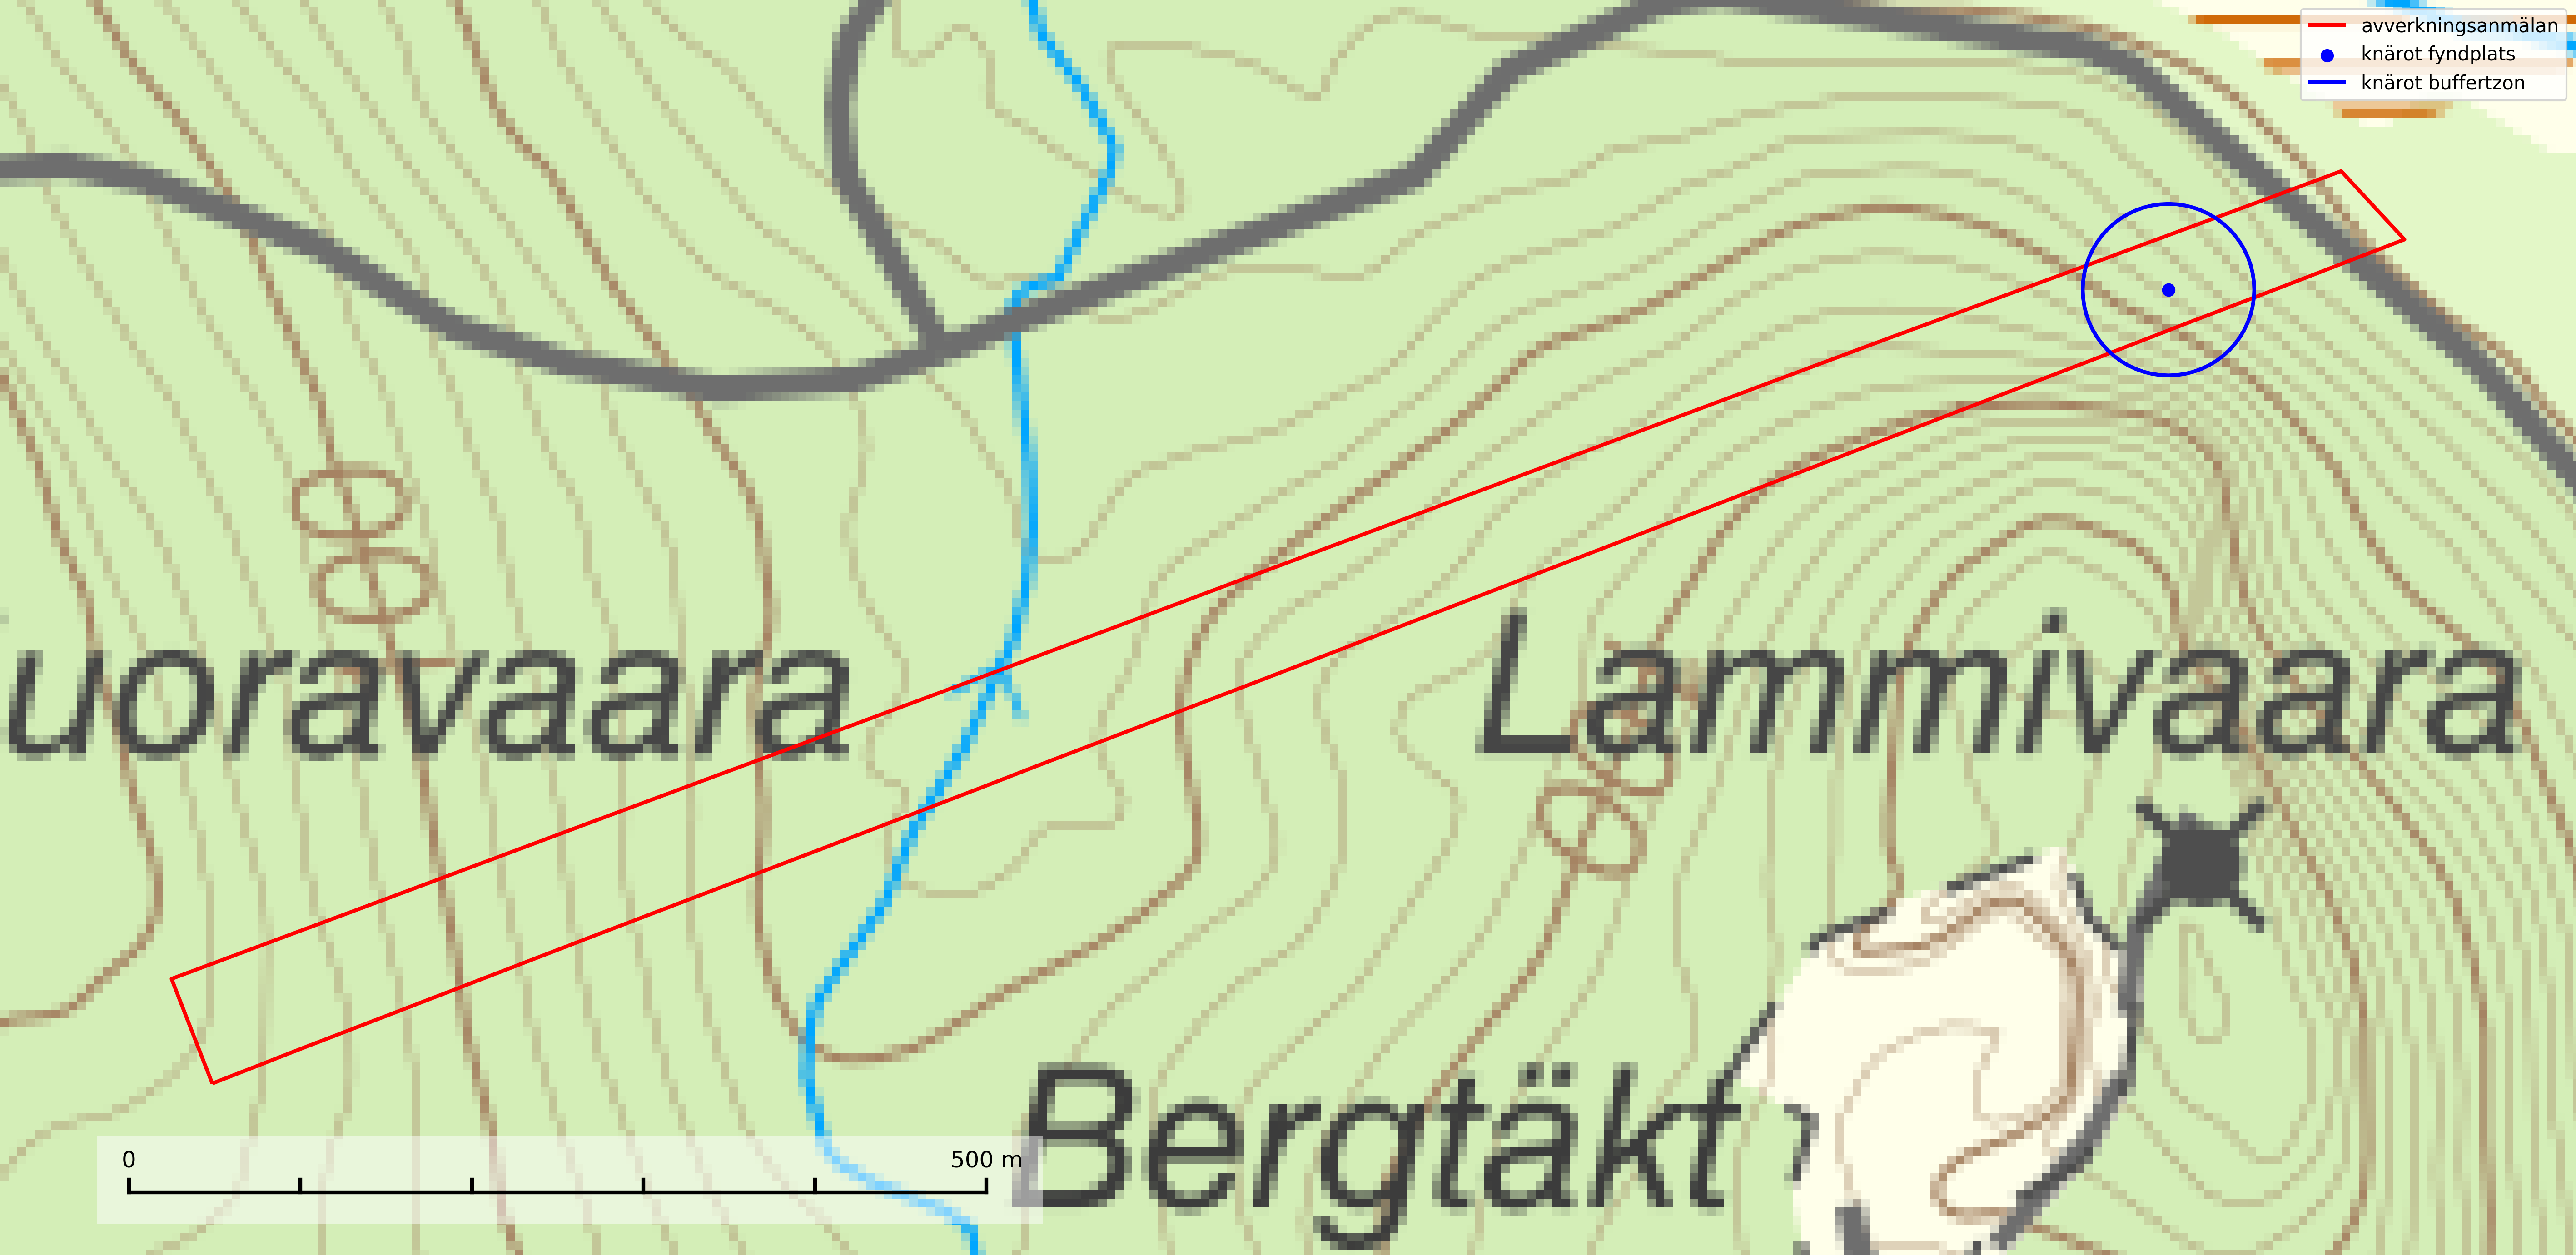 avverkningsanmälan
knärot fyndplats
knärot buffertzon
uoravaara
Lammivaara
Bergtäkt
0 500 m